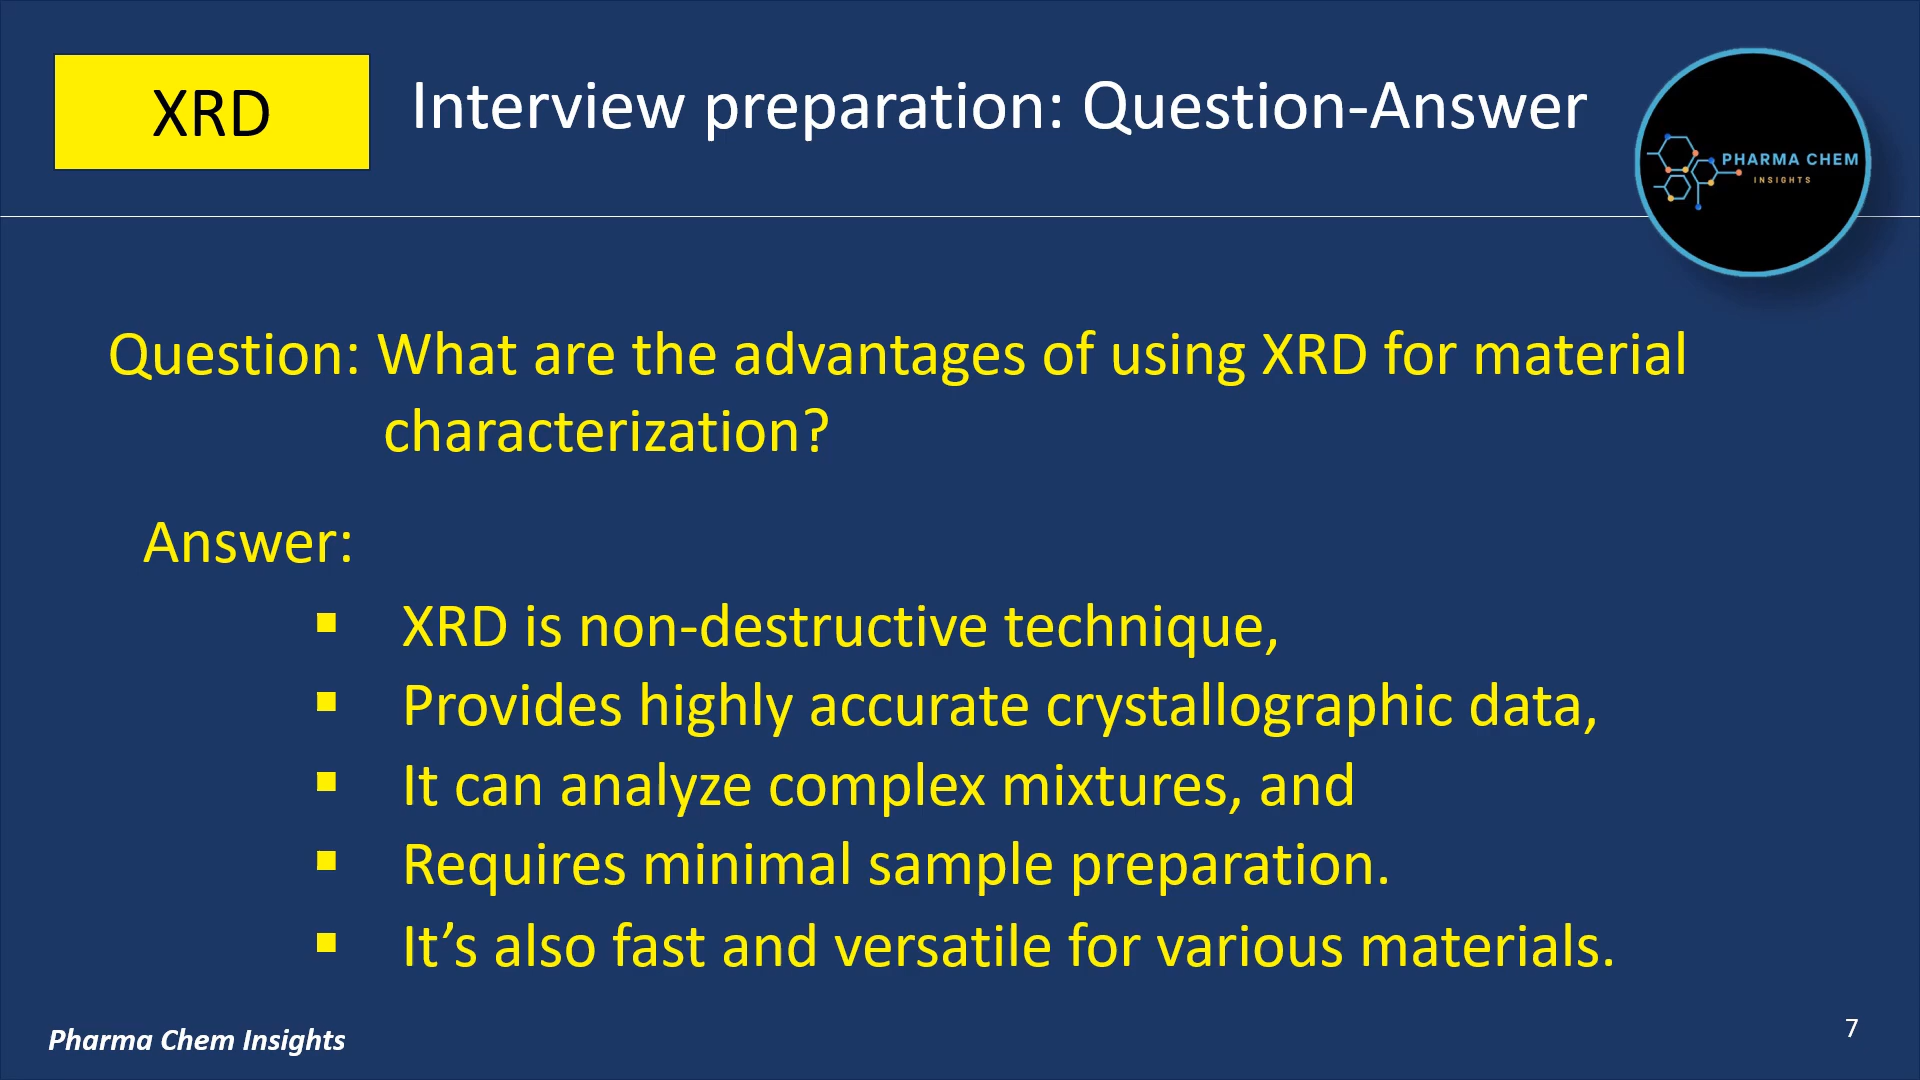 XRD
Interview preparation: Question-Answer
PHARMA CHEM
INSIGHTS
Question: What are the advantages of using XRD for material
characterization?
Answer:
▪ XRD is non-destructive technique,
▪ Provides highly accurate crystallographic data,
▪ It can analyze complex mixtures, and
▪ Requires minimal sample preparation.
▪ It’s also fast and versatile for various materials.
Pharma Chem Insights
7